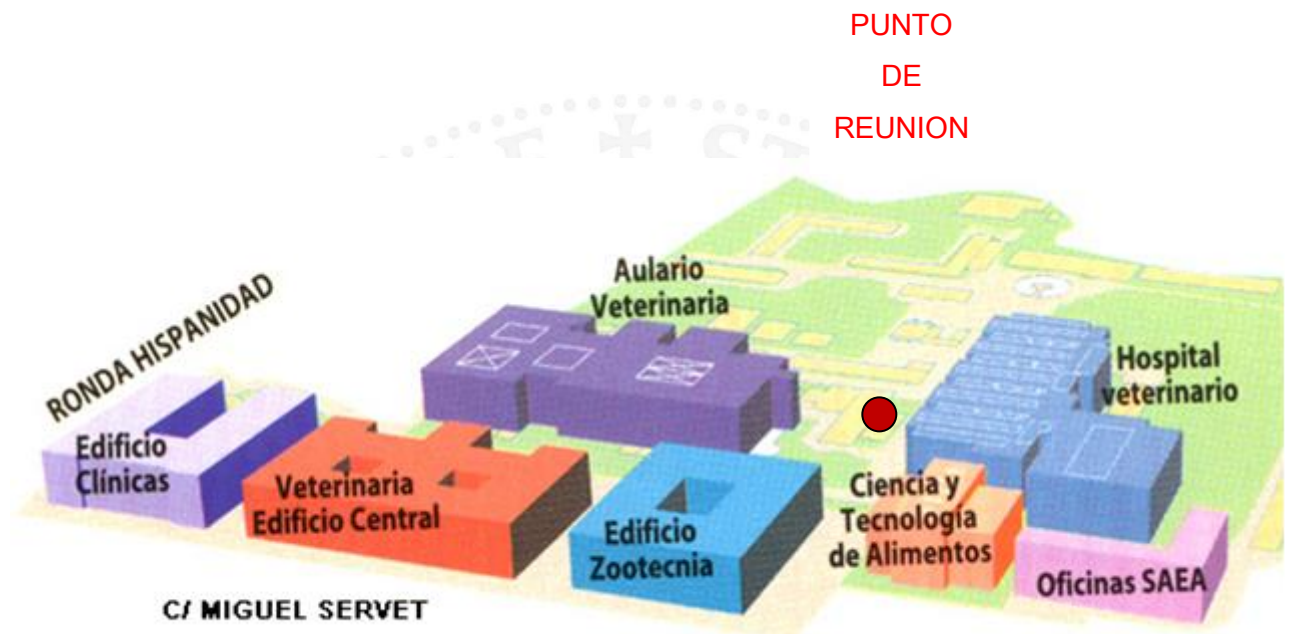 PUNTO
DE
REUNION
Aulario
Veterinaria
RONDA HISPANIDAD
Hospital
veterinario
Edificio
Clínicas
Veterinaria
Edificio Central
Edificio
Zootecnia
Ciencia y
Tecnología
de Alimentos
Oficinas SAEA
C/ MIGUEL SERVET